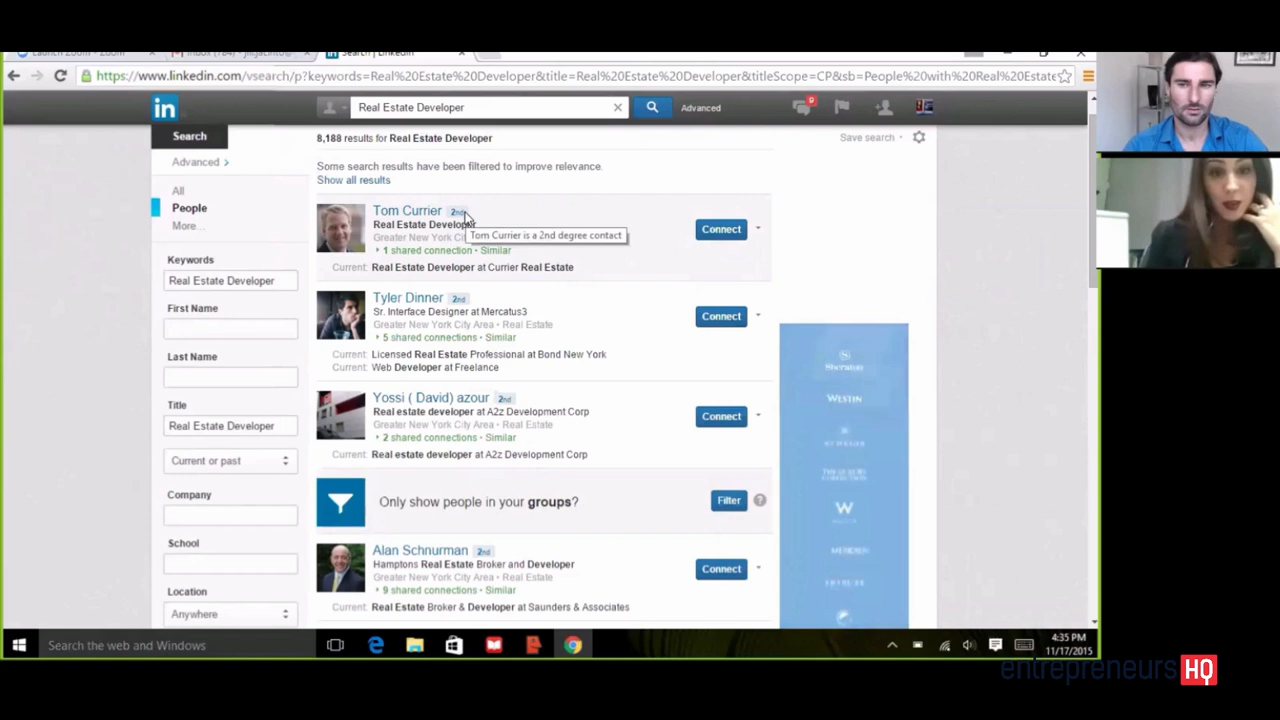 Launch Zoom - Zoom
Search | LinkedIn
https://www.linkedin.com/vsearch/p?keywords=Real%20Estate%20Developer&title=Real%20Estate%20Developer&titleScope=CP&sb=People%20with%20Real%20Estate
in
Real Estate Developer
Advanced
Search
8,188 results for Real Estate Developer
Save search
Advanced
Some search results have been filtered to improve relevance.
Show all results
All
People
More...
Tom Currier 2nd
Real Estate Developer
Greater New York Cit
Tom Currier is a 2nd degree contact
1 shared connection • Similar
Current: Real Estate Developer at Currier Real Estate
Connect
Keywords
Real Estate Developer
First Name
Last Name
Title
Real Estate Developer
Current or past
Company
School
Location
Anywhere
Tyler Dinner 2nd
Sr. Interface Designer at Mercatus3
Greater New York City Area • Real Estate
5 shared connections • Similar
Current: Licensed Real Estate Professional at Bond New York
Current: Web Developer at Freelance
Connect
Yossi ( David) azour 2nd
Real estate developer at A2z Development Corp
Greater New York City Area • Real Estate
2 shared connections • Similar
Current: Real estate developer at A2z Development Corp
Connect
Only show people in your groups?
Filter
?
Alan Schnurman 2nd
Hamptons Real Estate Broker and Developer
Greater New York City Area • Real Estate
9 shared connections • Similar
Current: Real Estate Broker & Developer at Saunders & Associates
Connect
Sheraton
WESTIN
W
Search the web and Windows
4:35 PM
11/17/2015
entrepreneurs HQ